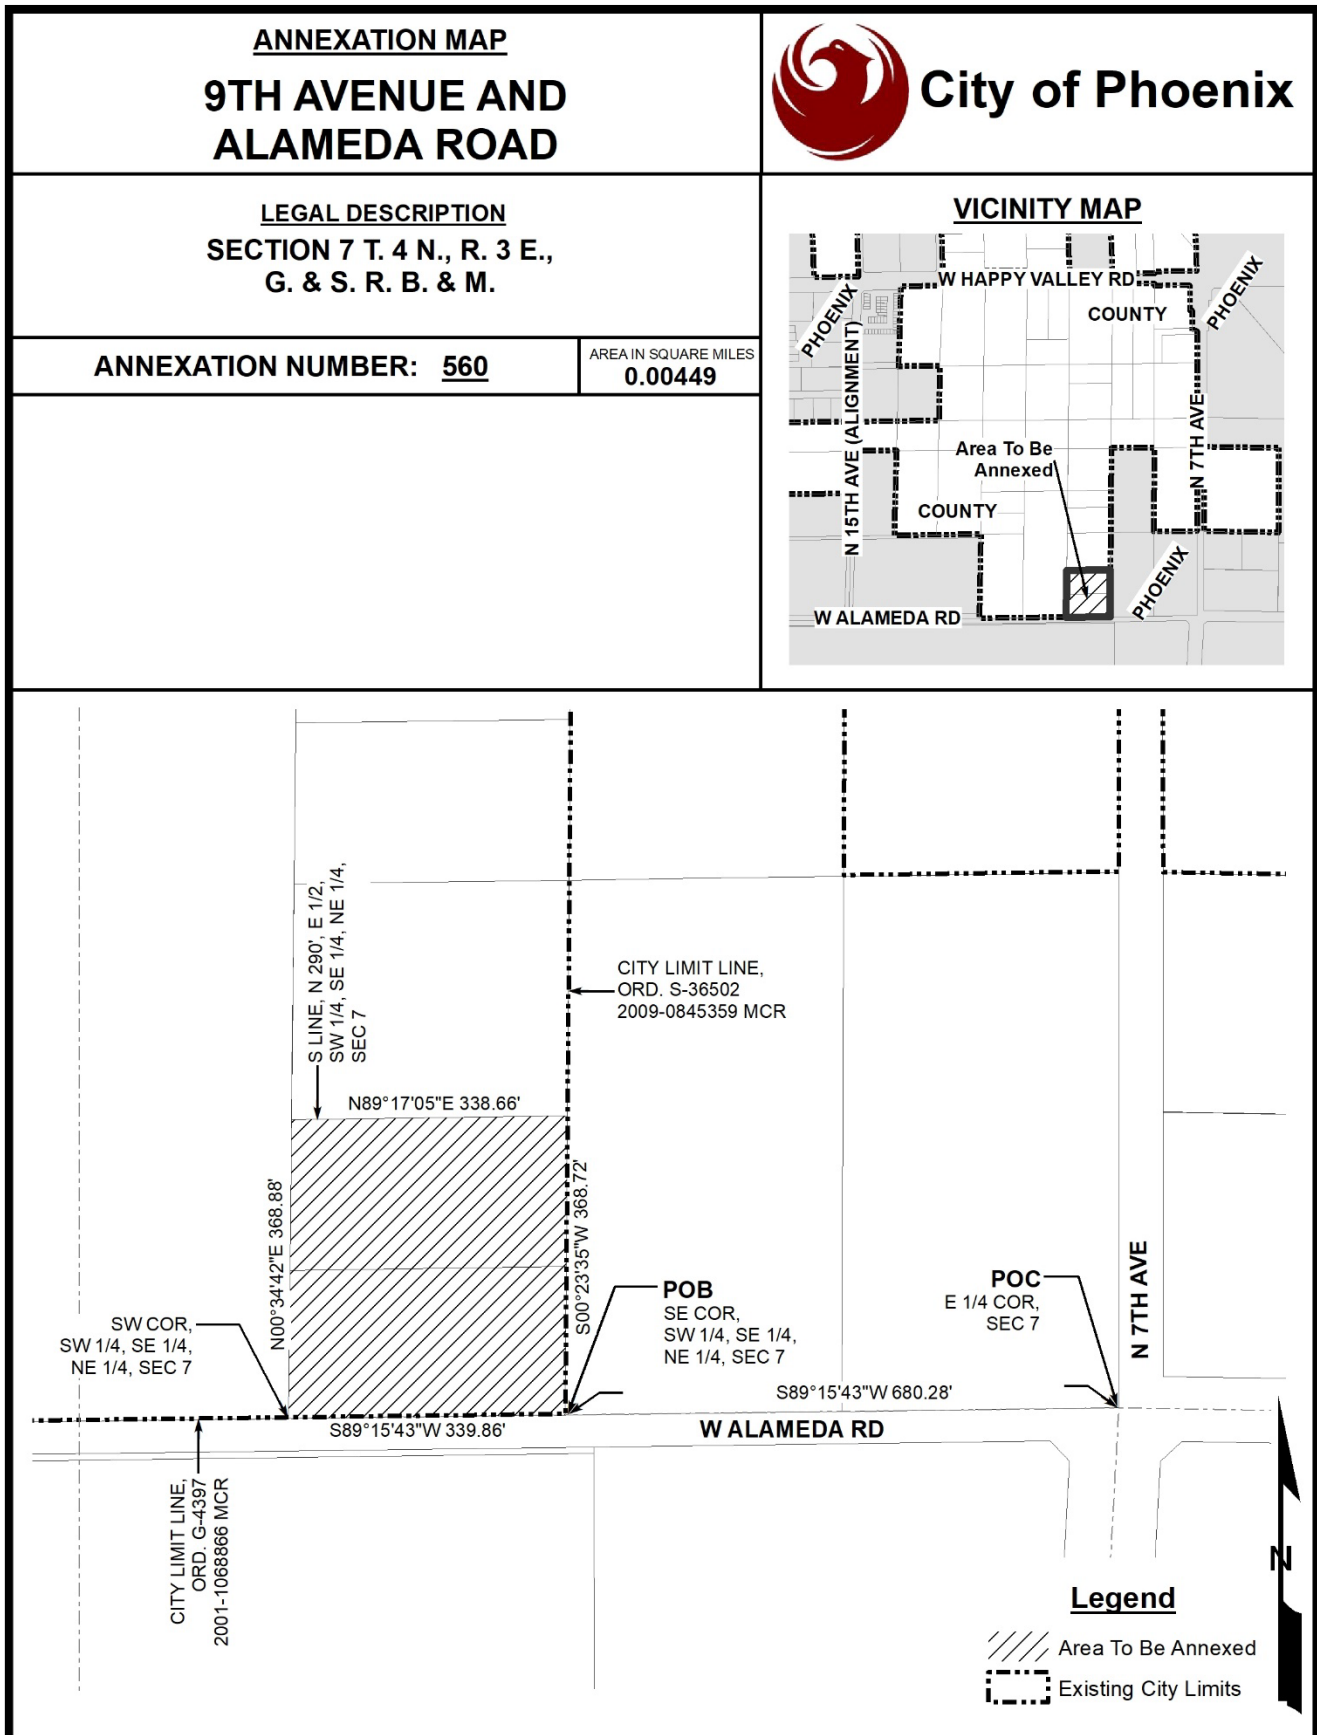 ANNEXATION MAP
9TH AVENUE AND
ALAMEDA ROAD
City of Phoenix
LEGAL DESCRIPTION
SECTION 7 T. 4 N., R. 3 E.,
G. & S. R. B. & M.
ANNEXATION NUMBER: 560
AREA IN SQUARE MILES
0.00449
VICINITY MAP
W HAPPY VALLEY RD
PHOENIX
COUNTY
PHOENIX
N 15TH AVE (ALIGNMENT)
N 7TH AVE
Area To Be
Annexed
COUNTY
PHOENIX
W ALAMEDA RD
S LINE, N 290', E 1/2,
SW 1/4, SE 1/4, NE 1/4,
SEC 7
CITY LIMIT LINE,
ORD. S-36502
2009-0845359 MCR
N89°17'05"E 338.66'
N00°34'42"E 368.88'
S00°23'35"W 368.72'
POB
SE COR,
SW 1/4, SE 1/4,
NE 1/4, SEC 7
POC
E 1/4 COR,
SEC 7
N 7TH AVE
SW COR,
SW 1/4, SE 1/4,
NE 1/4, SEC 7
S89°15'43"W 680.28'
S89°15'43"W 339.86'
W ALAMEDA RD
CITY LIMIT LINE,
ORD. G-4397
2001-1068866 MCR
N
Legend
Area To Be Annexed
Existing City Limits